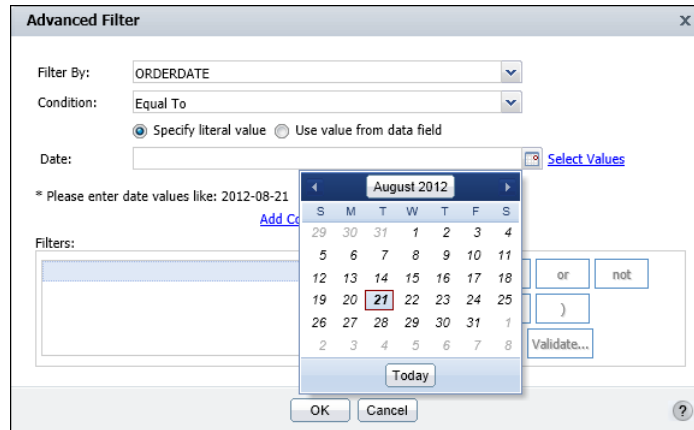 Advanced Filter x
Filter By: ORDERDATE
Condition: Equal To
Specify literal value Use value from data field
Date: Select Values
* Please enter date values like: 2012-08-21
August 2012
Add Co
S M T W T F S
Filters:
29 30 31 1 2 3 4
5 6 7 8 9 10 11
12 13 14 15 16 17 18 or not
19 20 21 22 23 24 25 )
26 27 28 29 30 31 1
2 3 4 5 6 7 8 Validate...
Today
OK Cancel ?